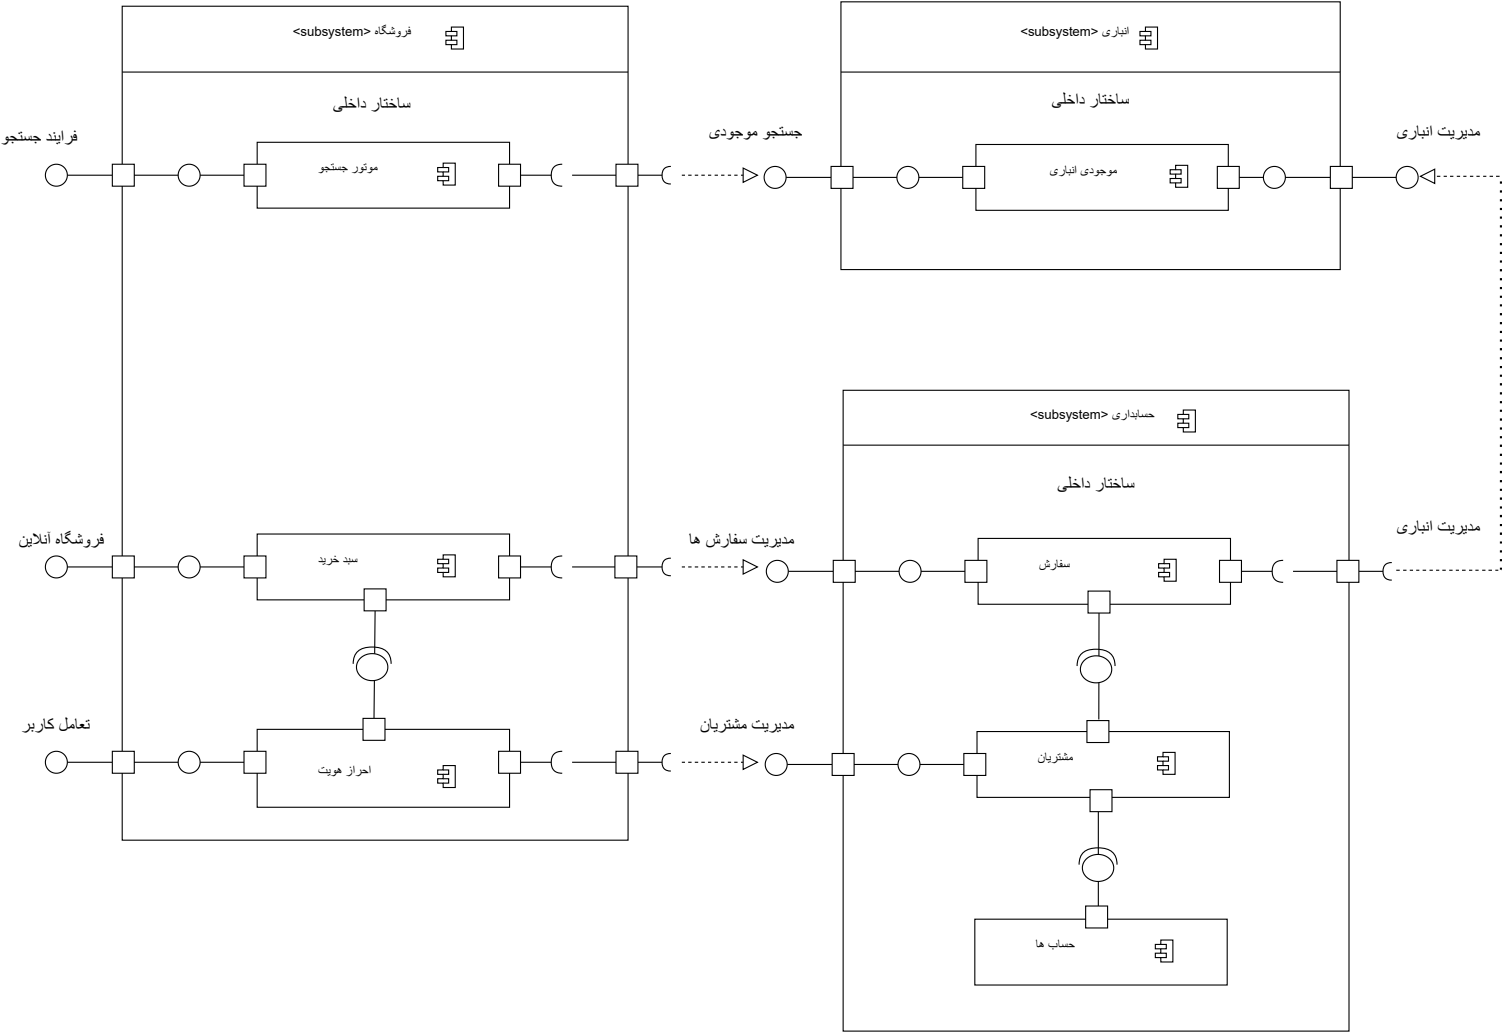 فروشگاه <subsystem>
ساختار داخلی
فرایند جستجو
موتور جستجو
جستجو موجودی
انباری <subsystem>
ساختار داخلی
موجودی انباری
مدیریت انباری
فروشگاه آنلاین
سبد خرید
مدیریت سفارش ها
تعامل کاربر
احراز هویت
مدیریت مشتریان
حسابداری <subsystem>
ساختار داخلی
سفارش
مدیریت انباری
مشتریان
حساب ها